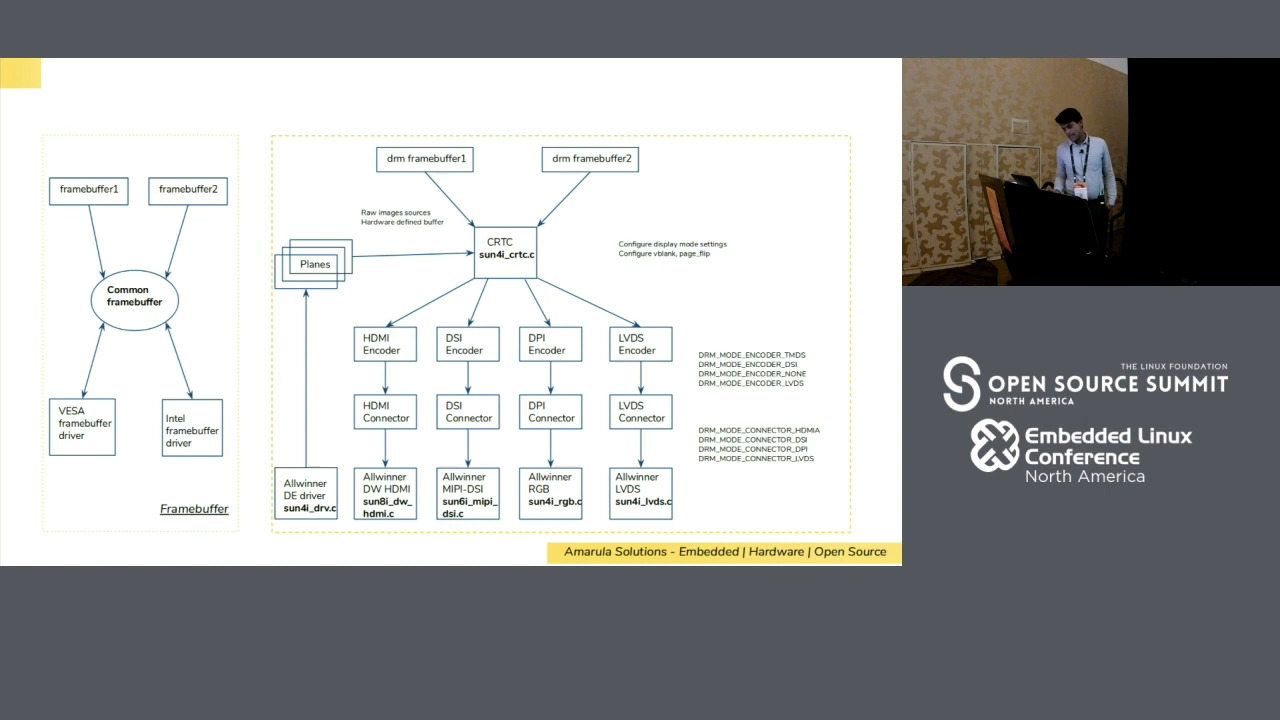 framebuffer1
framebuffer2
Common
framebuffer
VESA
framebuffer
driver
Intel
framebuffer
driver
Framebuffer
drm framebuffer1
drm framebuffer2
Raw images sources
Hardware defined buffer
CRTC
sun4i_crtc.c
Configure display mode settings
Configure vblank, page_flip
Planes
HDMI
Encoder
DSI
Encoder
DPI
Encoder
LVDS
Encoder
DRM_MODE_ENCODER_TMDS
DRM_MODE_ENCODER_DSI
DRM_MODE_ENCODER_NONE
DRM_MODE_ENCODER_LVDS
HDMI
Connector
DSI
Connector
DPI
Connector
LVDS
Connector
DRM_MODE_CONNECTOR_HDMIA
DRM_MODE_CONNECTOR_DSI
DRM_MODE_CONNECTOR_DPI
DRM_MODE_CONNECTOR_LVDS
Allwinner
DE driver
sun4i_drv.c
Allwinner
DW HDMI
sun8i_dw_
hdmi.c
Allwinner
MIPI-DSI
sun6i_mipi_
dsi.c
Allwinner
RGB
sun4i_rgb.c
Allwinner
LVDS
sun4i_lvds.c
Amarula Solutions - Embedded | Hardware | Open Source
THE LINUX FOUNDATION
OPEN SOURCE SUMMIT
NORTH AMERICA
Embedded Linux
Conference
North America